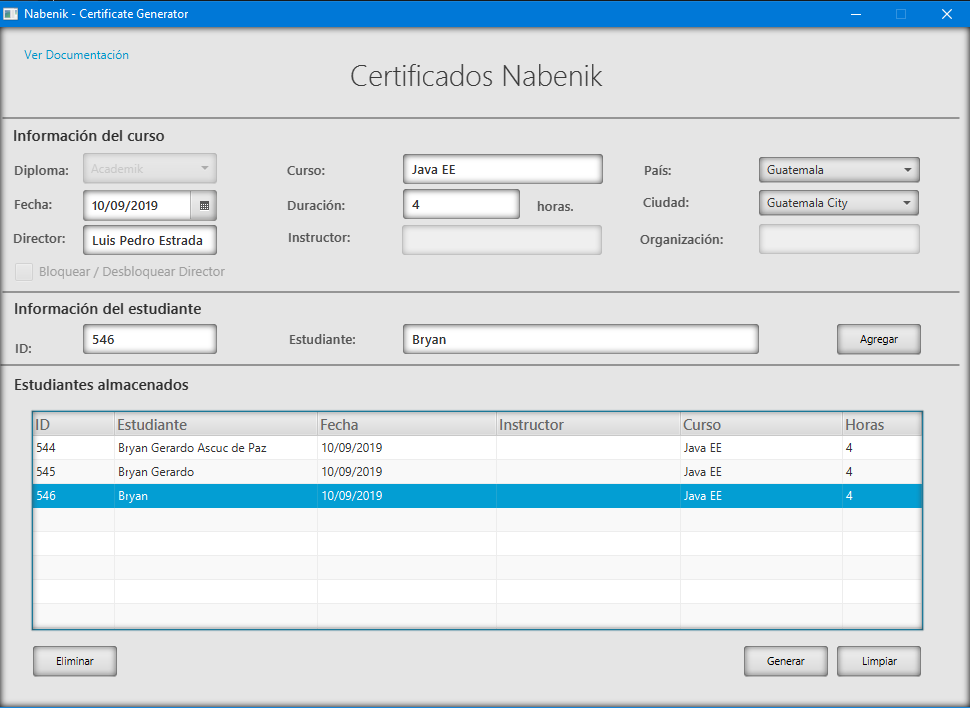 Nabenik - Certificate Generator
Ver Documentación
Certificados Nabenik
Información del curso
Diploma: Academik Curso: Java EE País: Guatemala
Fecha: 10/09/2019 Duración: 4 horas. Ciudad: Guatemala City
Director: Luis Pedro Estrada Instructor: Organización:
Bloquear / Desbloquear Director
Información del estudiante
ID: 546 Estudiante: Bryan Agregar
Estudiantes almacenados
ID Estudiante Fecha Instructor Curso Horas
544 Bryan Gerardo Ascuc de Paz 10/09/2019 Java EE 4
545 Bryan Gerardo 10/09/2019 Java EE 4
546 Bryan 10/09/2019 Java EE 4
Eliminar Generar Limpiar